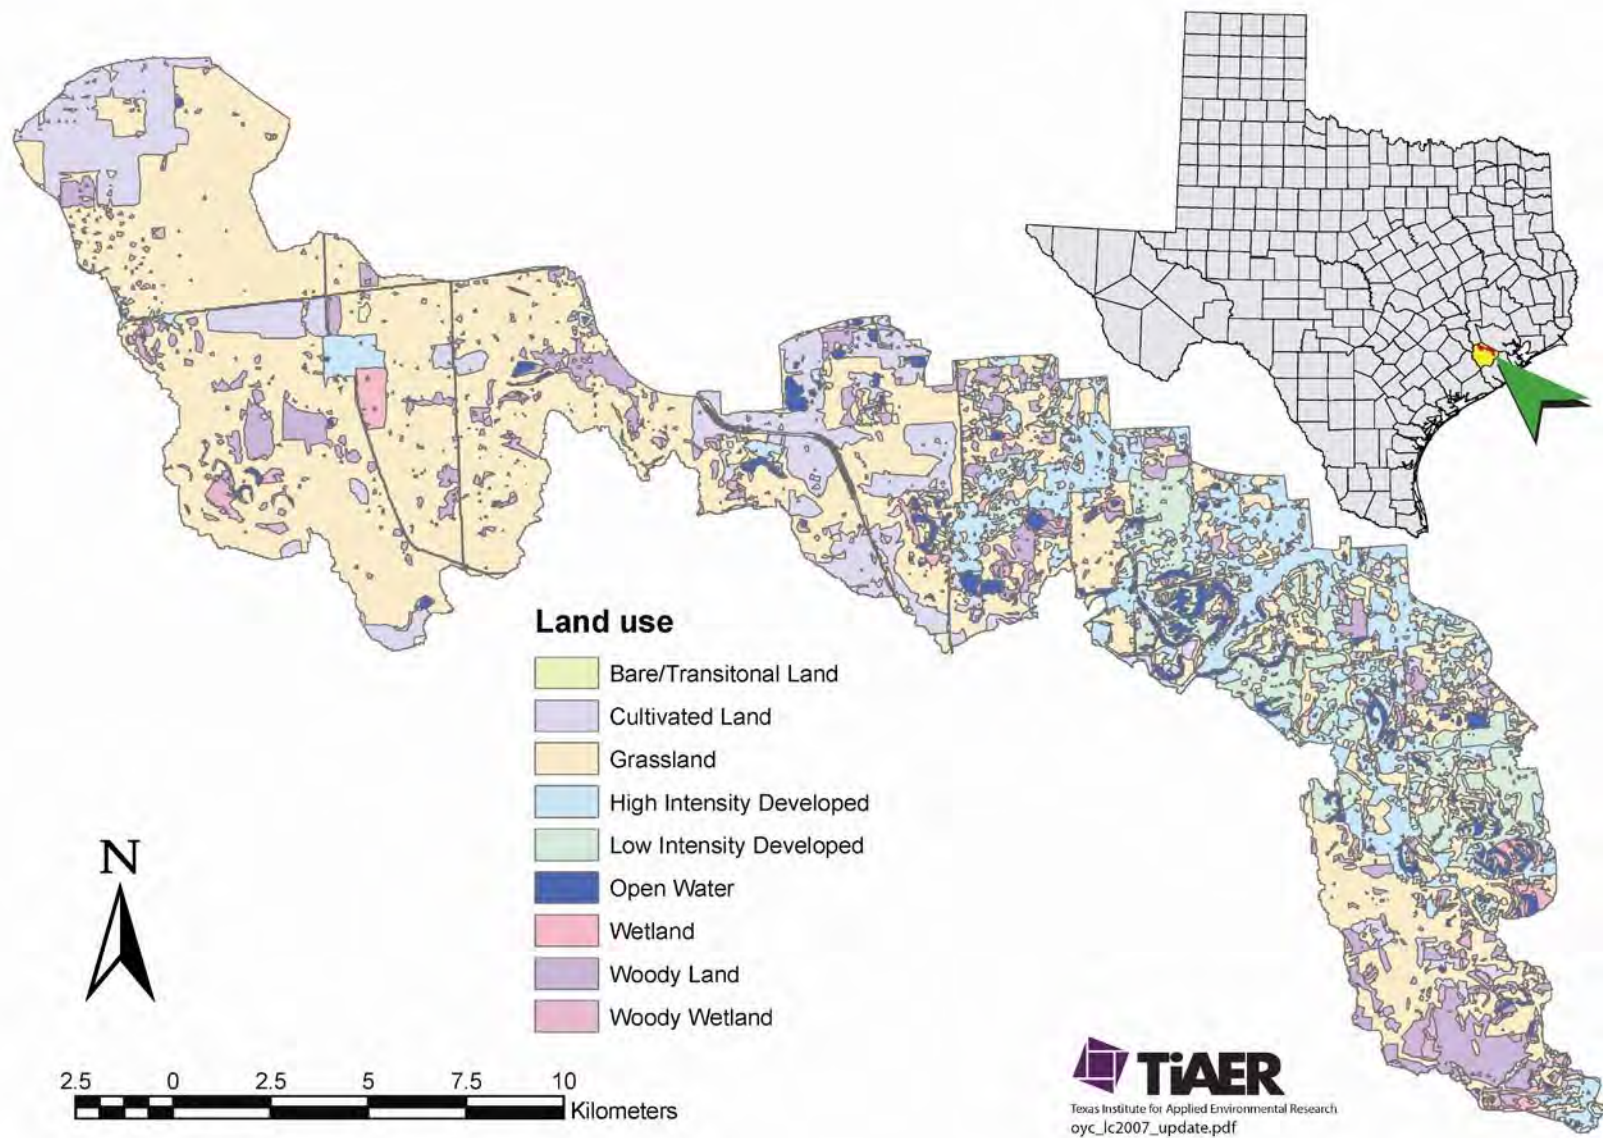 Land use
Bare/Transitonal Land
Cultivated Land
Grassland
High Intensity Developed
Low Intensity Developed
Open Water
Wetland
Woody Land
Woody Wetland
N
2.5 0 2.5 5 7.5 10
Kilometers
TiAER
Texas Institute for Applied Environmental Research
oyc_lc2007_update.pdf